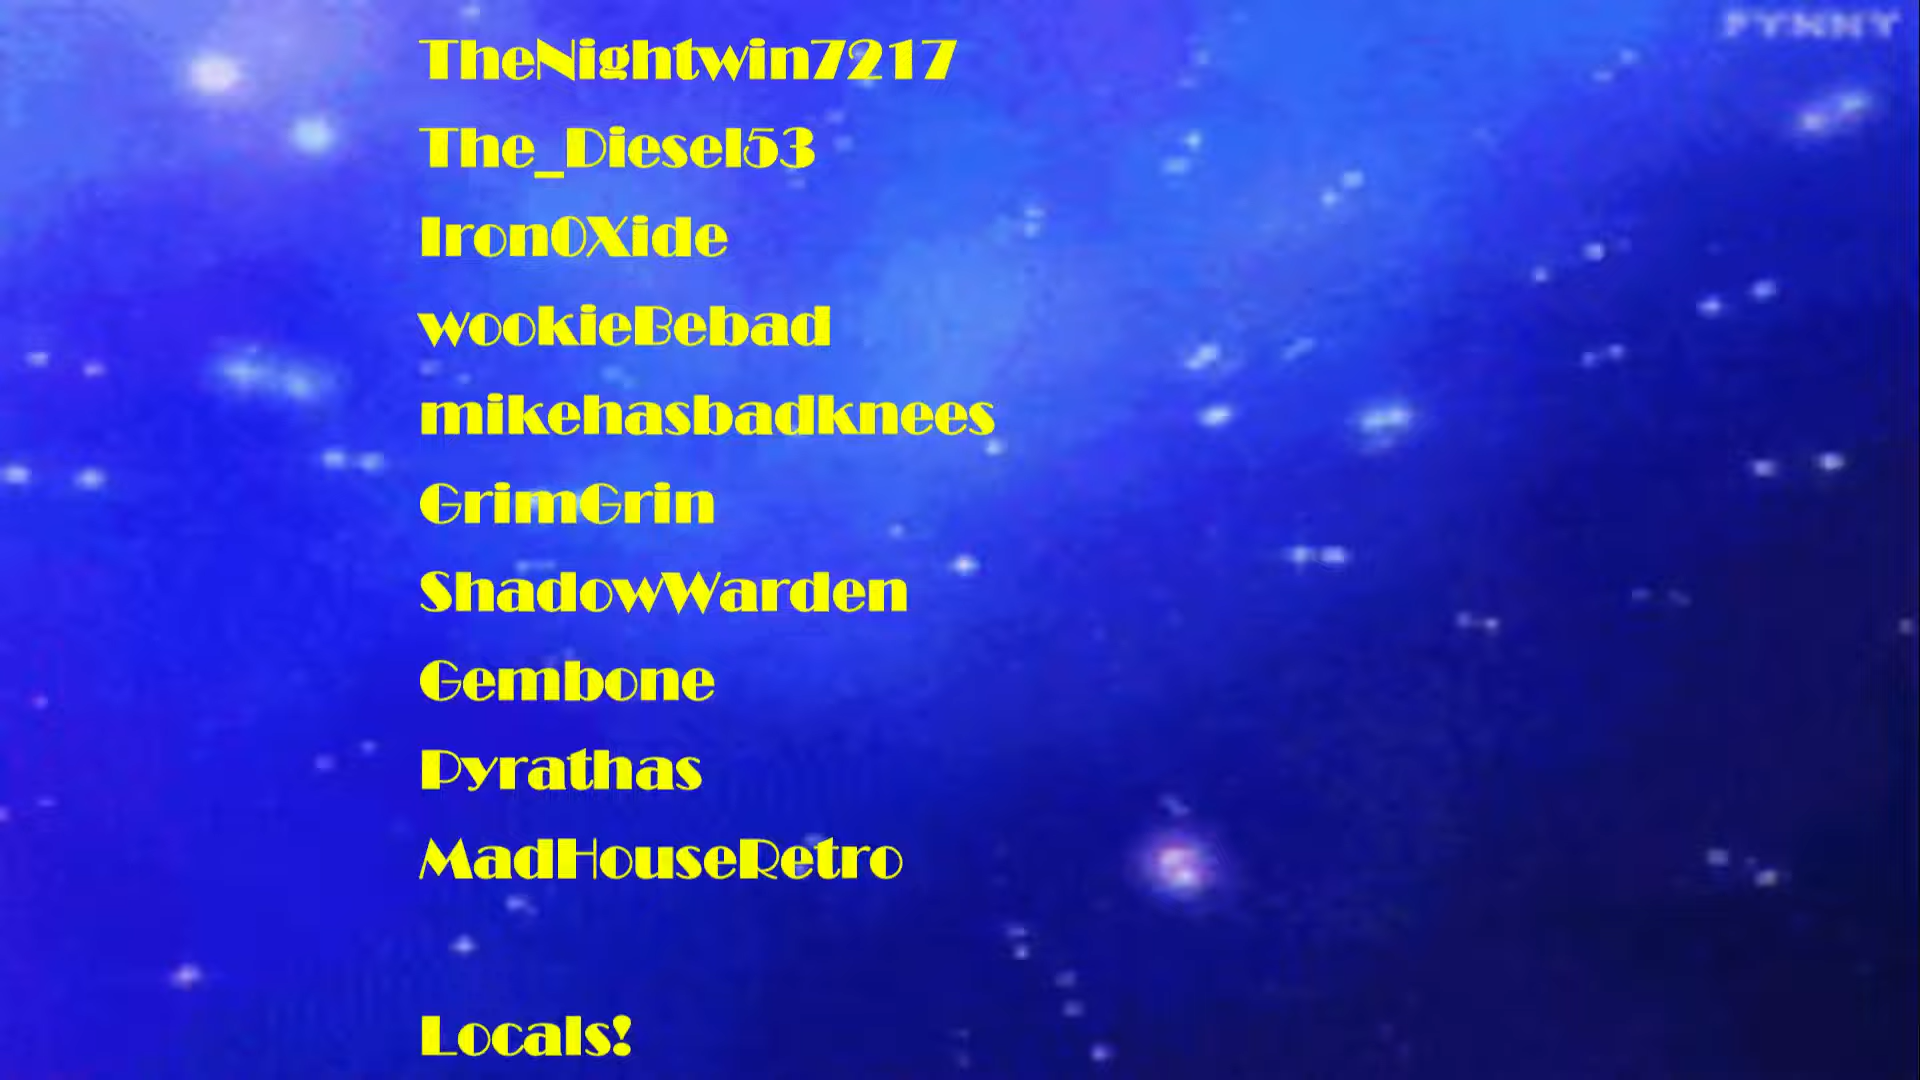 TheNightwin7217
The_Diesel53
Iron0Xide
wookieBebad
mikehasbadknees
GrimGrin
ShadowWarden
Gembone
Pyrathas
MadHouseRetro
Locals!